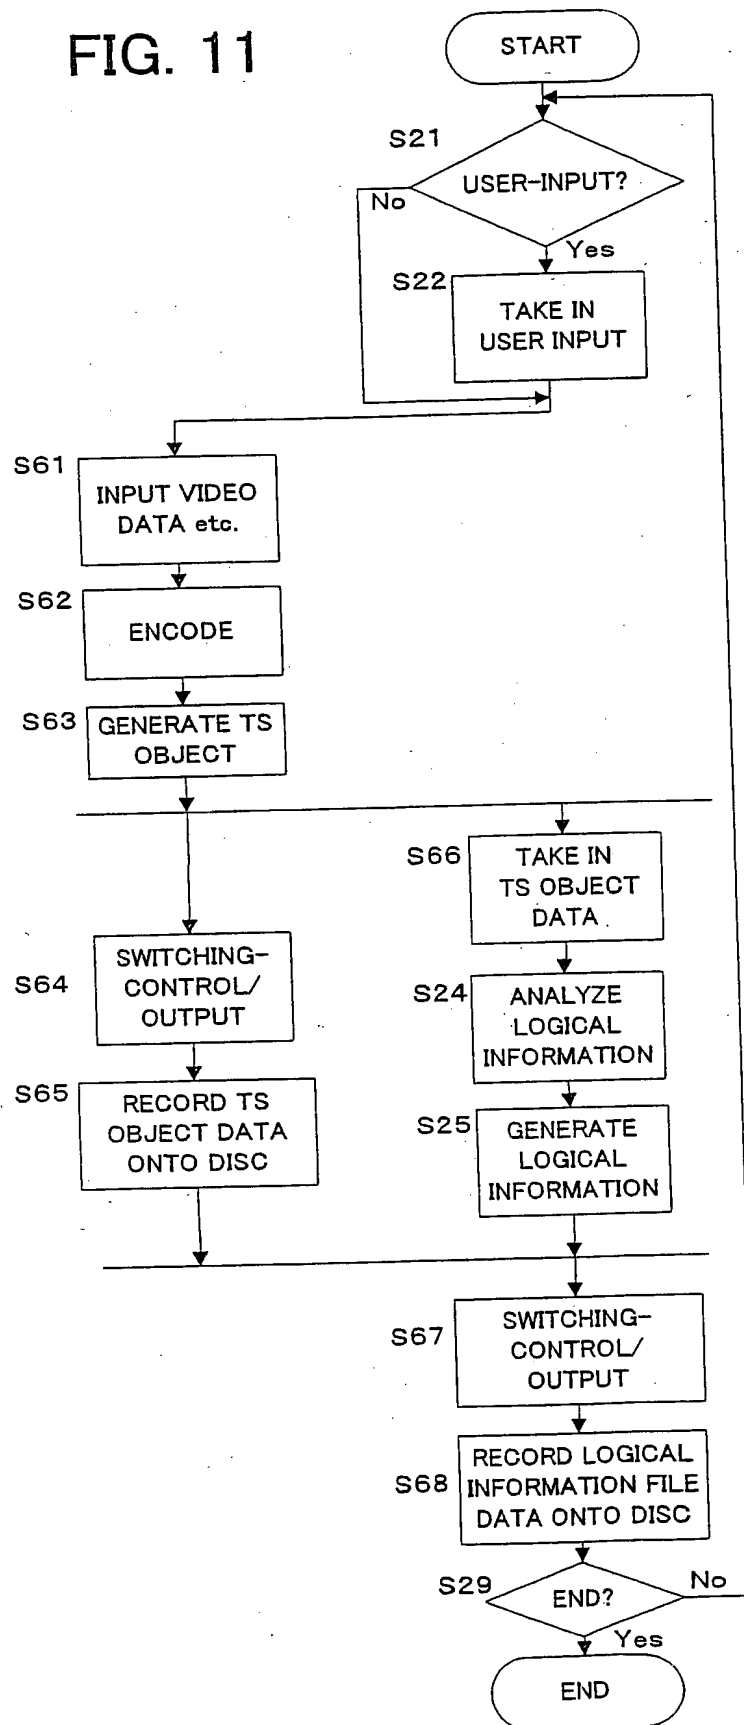 FIG. 11
START
S21
USER-INPUT?
No
Yes
S22
TAKE IN
USER INPUT
S61
INPUT VIDEO
DATA etc.
S62
ENCODE
S63
GENERATE TS
OBJECT
S66
TAKE IN
TS OBJECT
DATA
S64
SWITCHING-
CONTROL/
OUTPUT
S24
ANALYZE
LOGICAL
INFORMATION
S65
RECORD TS
OBJECT DATA
ONTO DISC
S25
GENERATE
LOGICAL
INFORMATION
S67
SWITCHING-
CONTROL/
OUTPUT
S68
RECORD LOGICAL
INFORMATION FILE
DATA ONTO DISC
S29
END?
No
Yes
END